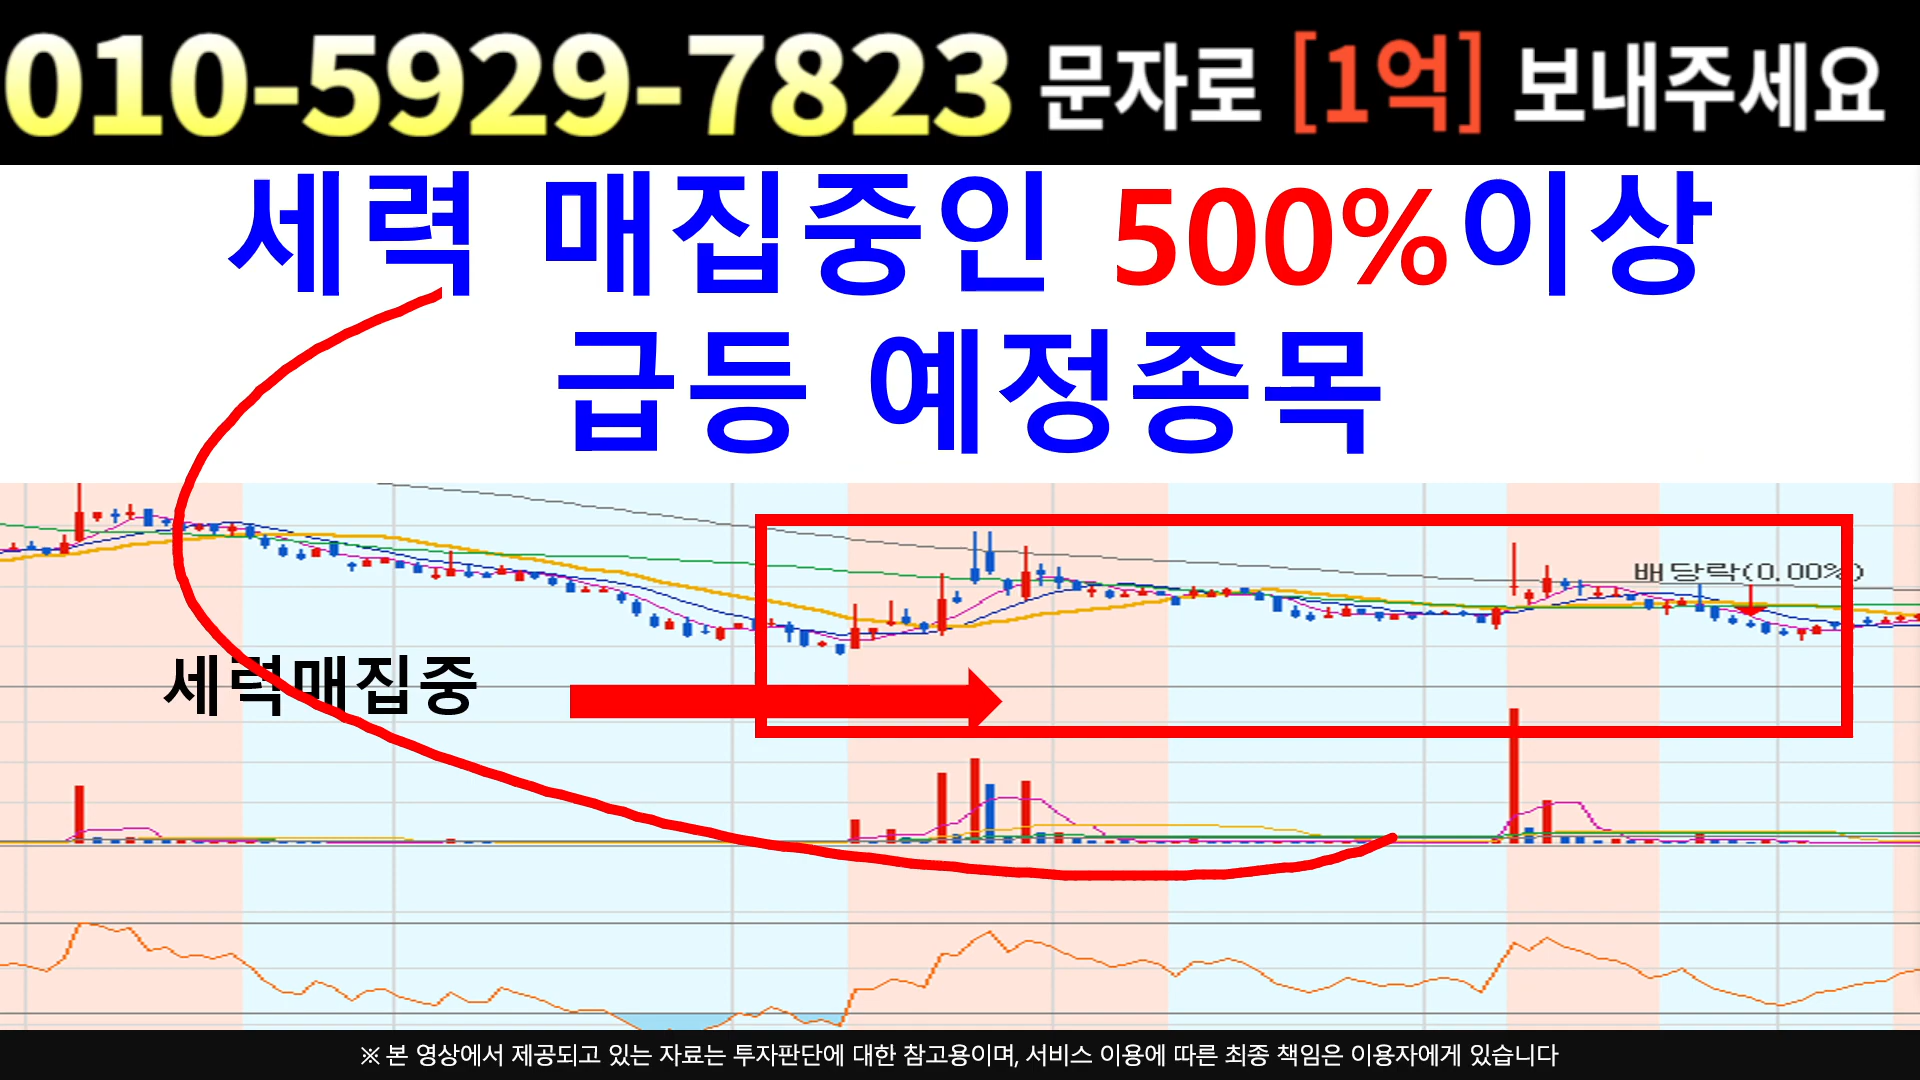 010-5929-7823 문자로 [1억] 보내주세요
세력 매집중인 500%이상
급등 예정종목
배당락(0.00%)
세력매집중
※ 본 영상에서 제공되고 있는 자료는 투자판단에 대한 참고용이며, 서비스 이용에 따른 최종 책임은 이용자에게 있습니다